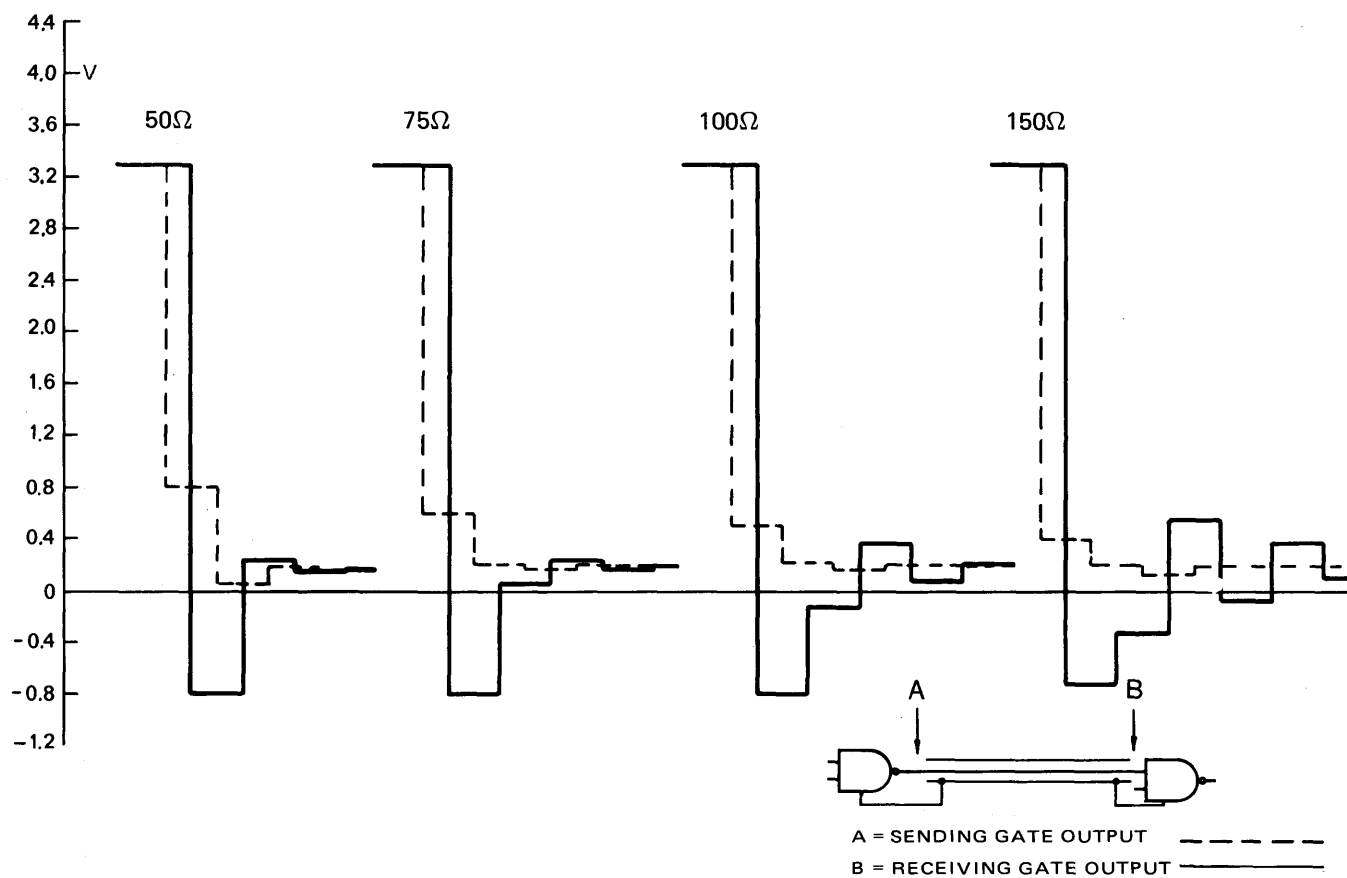 4.4
4.0 V
3.6
50Ω 75Ω 100Ω 150Ω
3.2
2.8
2.4
2.0
1.6
1.2
0.8
0.4
0
-0.4
-0.8
A B
-1.2
A = SENDING GATE OUTPUT
B = RECEIVING GATE OUTPUT